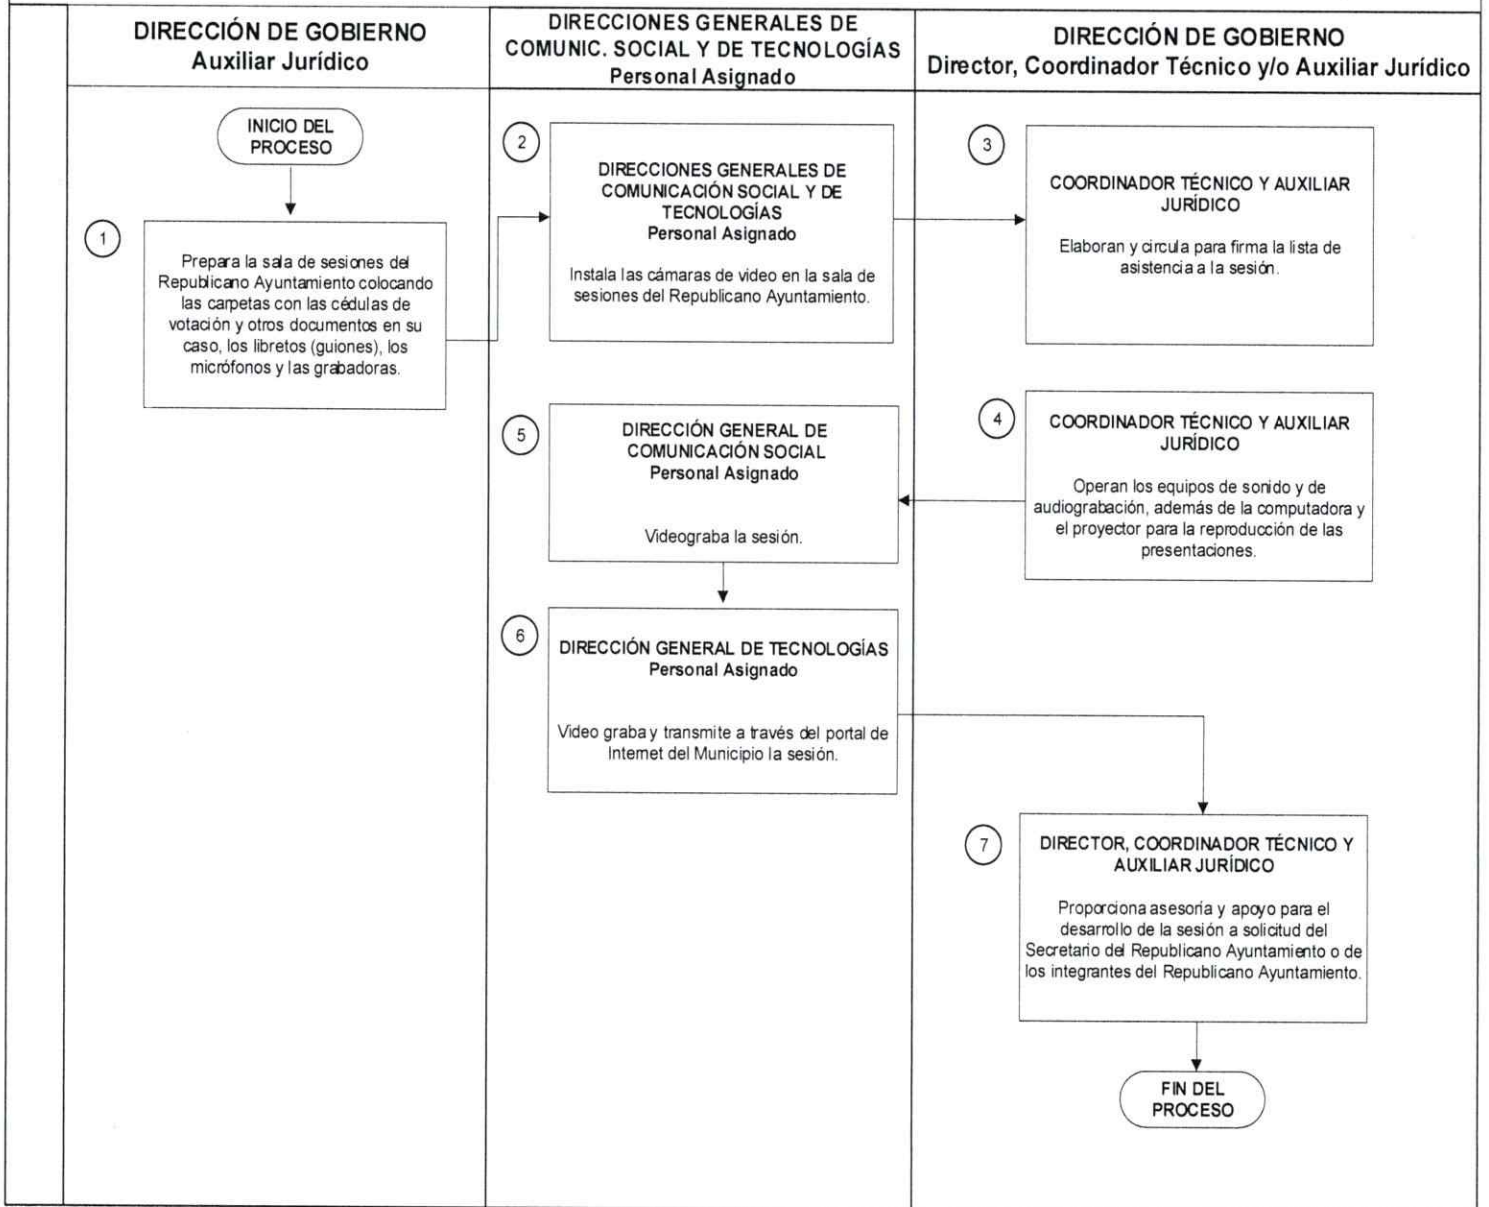 DIRECCIÓN DE GOBIERNO
Auxiliar Jurídico
DIRECCIONES GENERALES DE
COMUNIC. SOCIAL Y DE TECNOLOGÍAS
Personal Asignado
DIRECCIÓN DE GOBIERNO
Director, Coordinador Técnico y/o Auxiliar Jurídico
INICIO DEL
PROCESO
1
Prepara la sala de sesiones del
Republicano Ayuntamiento colocando
las carpetas con las cédulas de
votación y otros documentos en su
caso, los libretos (guiones), los
micrófonos y las grabadoras.
2
DIRECCIONES GENERALES DE
COMUNICACIÓN SOCIAL Y DE
TECNOLOGÍAS
Personal Asignado
Instala las cámaras de video en la sala de
sesiones del Republicano Ayuntamiento.
3
COORDINADOR TÉCNICO Y AUXILIAR
JURÍDICO
Elaboran y circula para firma la lista de
asistencia a la sesión.
4
COORDINADOR TÉCNICO Y AUXILIAR
JURÍDICO
Operan los equipos de sonido y de
audiograbación, además de la computadora y
el proyector para la reproducción de las
presentaciones.
5
DIRECCIÓN GENERAL DE
COMUNICACIÓN SOCIAL
Personal Asignado
Videograba la sesión.
6
DIRECCIÓN GENERAL DE TECNOLOGÍAS
Personal Asignado
Video graba y transmite a través del portal de
Internet del Municipio la sesión.
7
DIRECTOR, COORDINADOR TÉCNICO Y
AUXILIAR JURÍDICO
Proporciona asesoría y apoyo para el
desarrollo de la sesión a solicitud del
Secretario del Republicano Ayuntamiento o de
los integrantes del Republicano Ayuntamiento.
FIN DEL
PROCESO